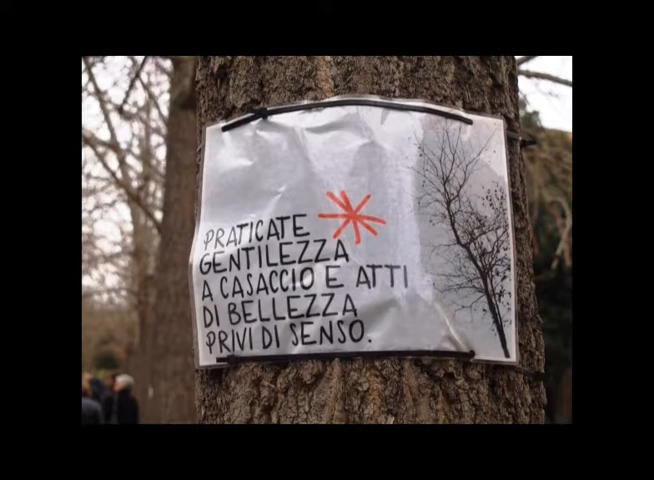 PRATICATE
GENTILEZZA
A CASACCIO E ATTI
DI BELLEZZA
PRIVI DI SENSO.